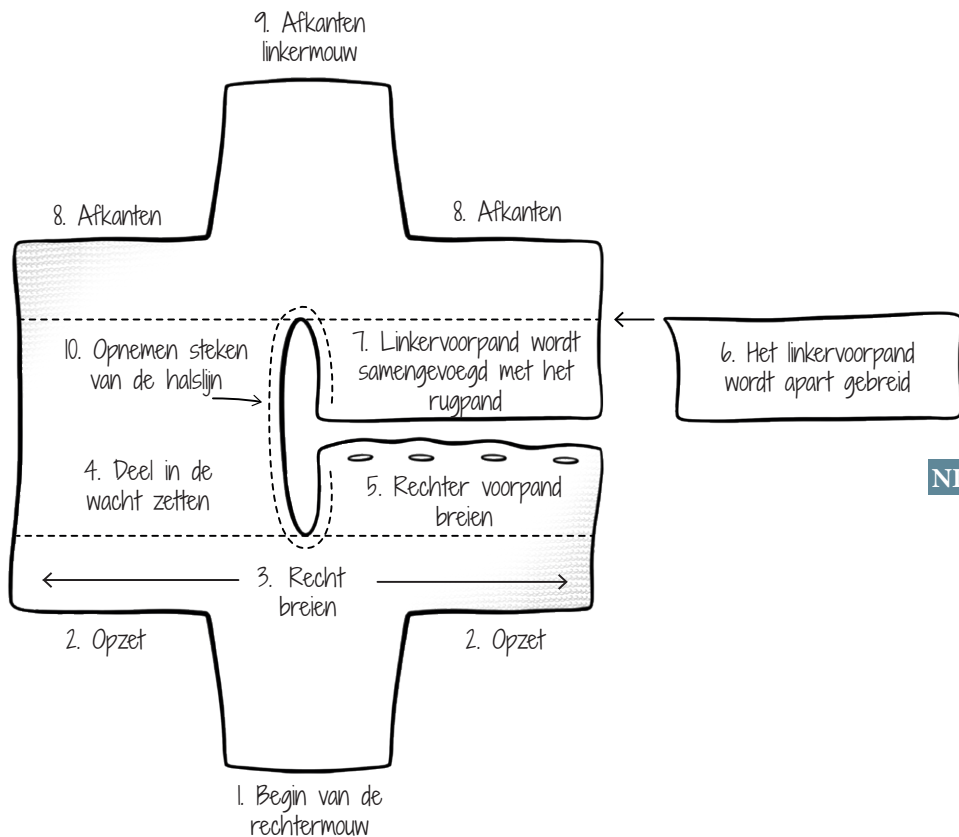 9. Afkanten
linkermouw
8. Afkanten
8. Afkanten
10. Opnemen steken
van de halslijn
7. Linkervoorpand wordt
samengevoegd met het
rugpand
6. Het linkervoorpand
wordt apart gebreid
4. Deel in de
wacht zetten
5. Rechter voorpand
breien
3. Recht
breien
2. Opzet
2. Opzet
1. Begin van de
rechtermouw